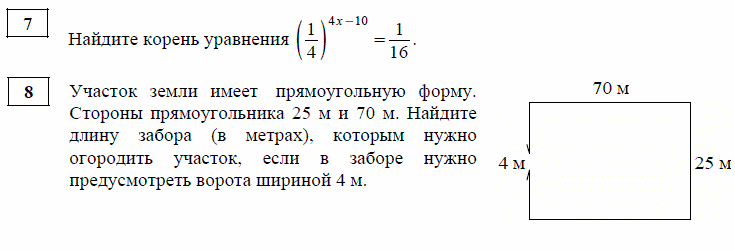 7
Найдите корень уравнения (1/4)^(4x−10) = 1/16.
8
Участок земли имеет прямоугольную форму.
Стороны прямоугольника 25 м и 70 м. Найдите
длину забора (в метрах), которым нужно
огородить участок, если в заборе нужно
предусмотреть ворота шириной 4 м.
70 м
4 м
25 м